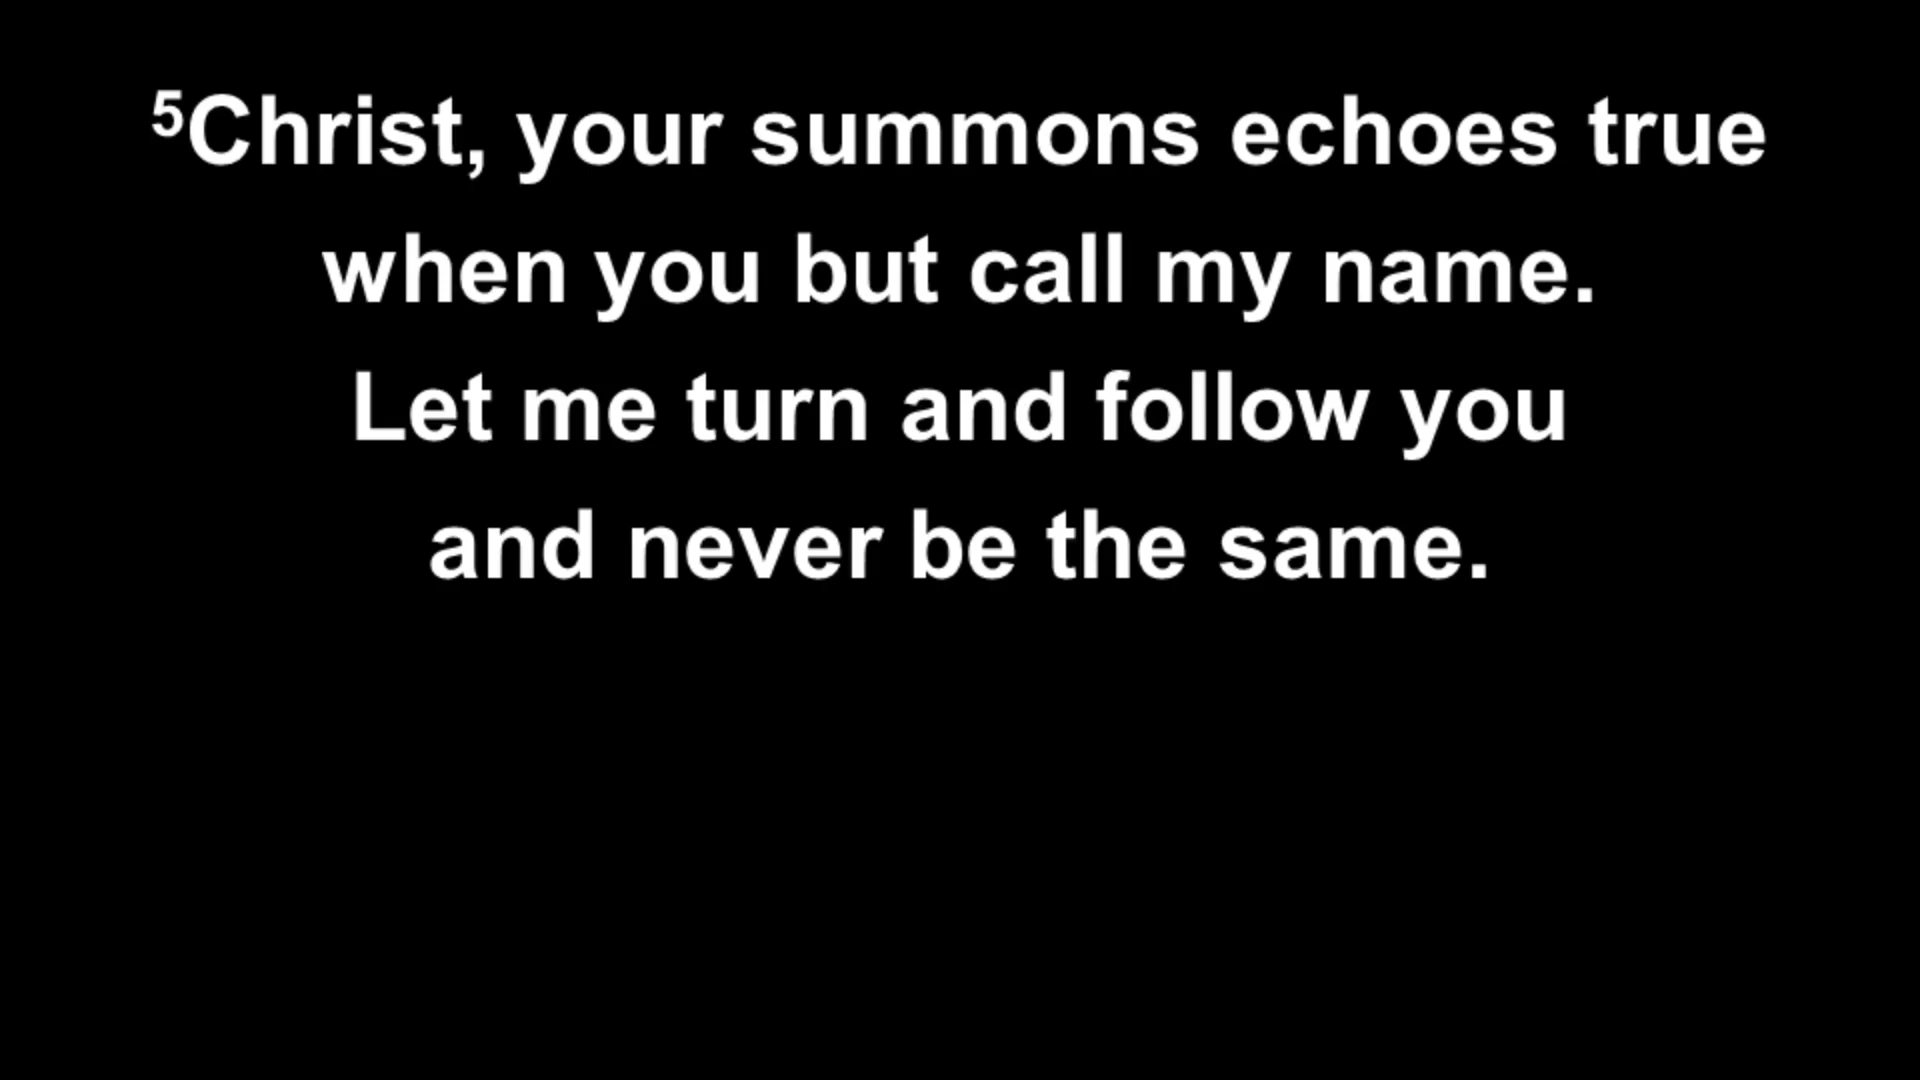 ⁵Christ, your summons echoes true
when you but call my name.
Let me turn and follow you
and never be the same.